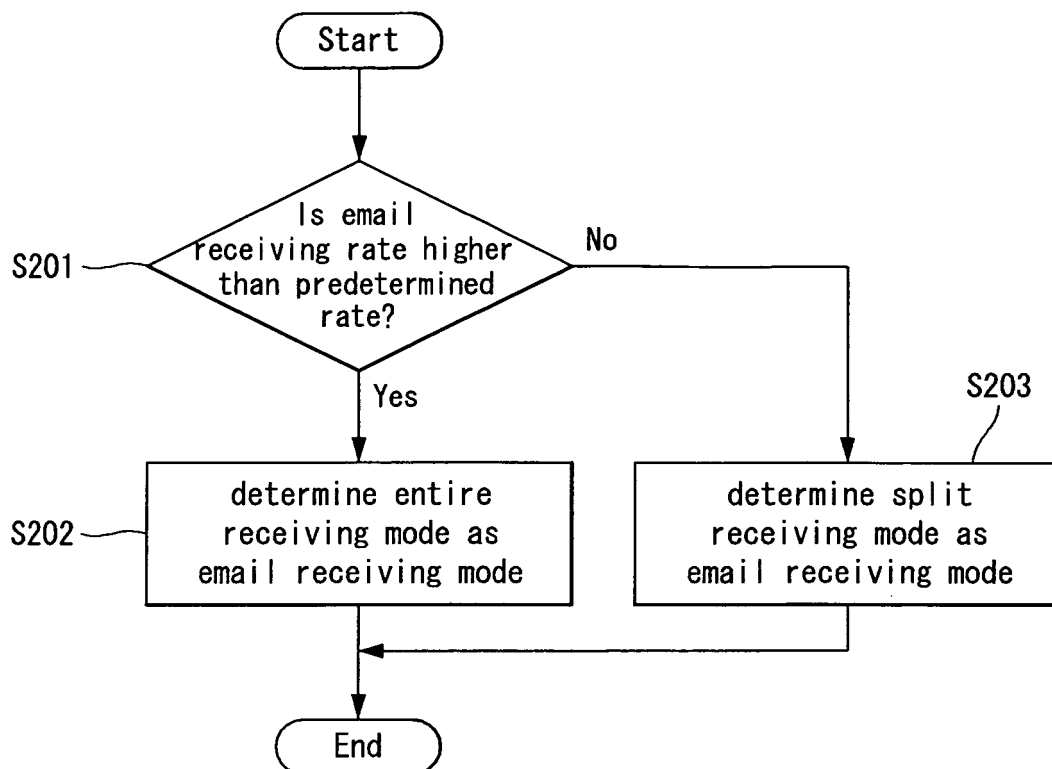 Start
Is email
receiving rate higher
than predetermined
rate?
S201
No
Yes
S203
determine entire
receiving mode as
email receiving mode
S202
determine split
receiving mode as
email receiving mode
End